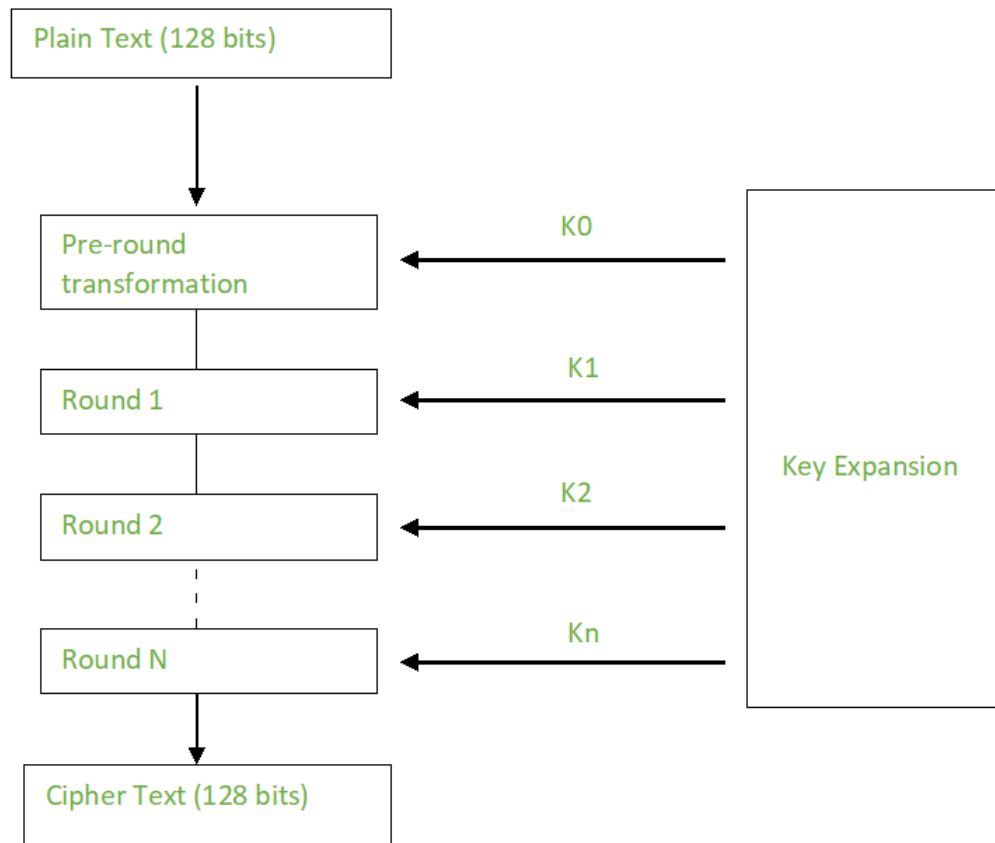 Plain Text (128 bits)
K0
Pre-round
transformation
K1
Round 1
Key Expansion
K2
Round 2
Kn
Round N
Cipher Text (128 bits)